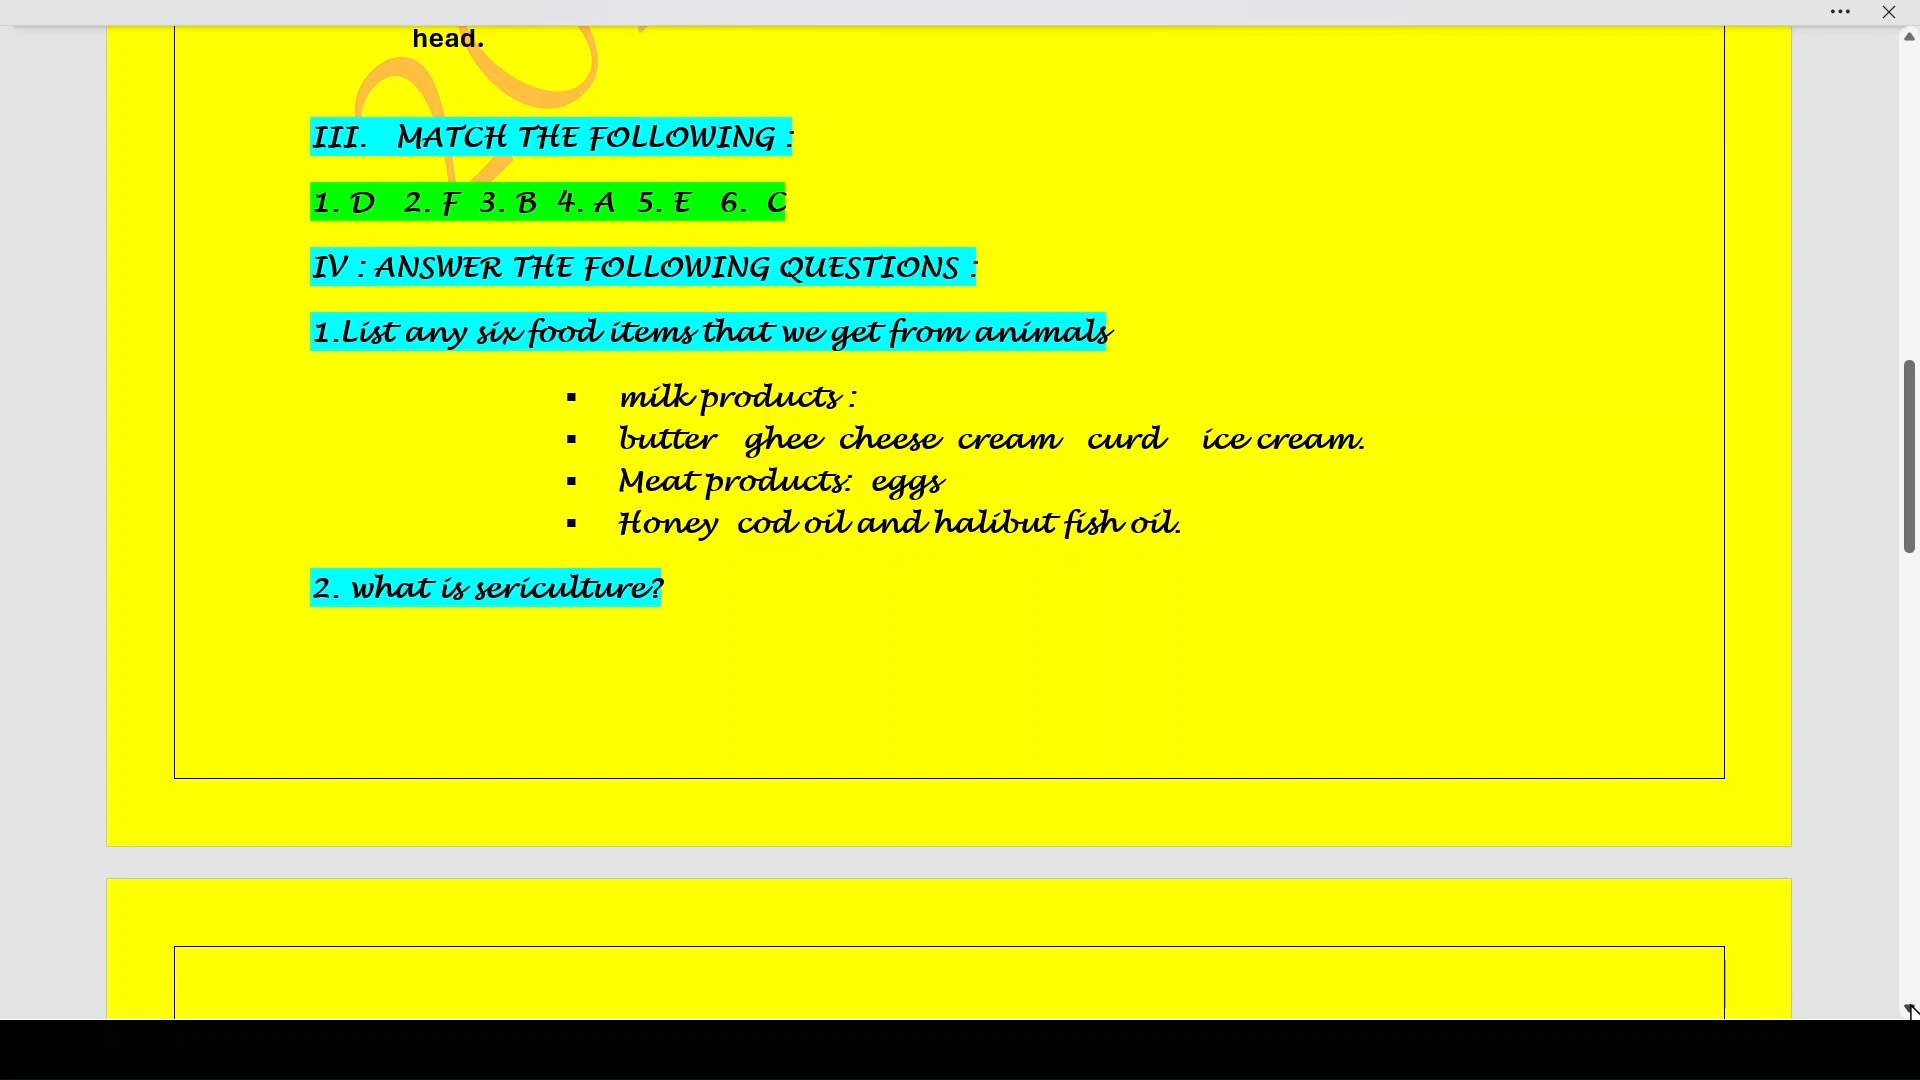 head.
III. MATCH THE FOLLOWING :
1. D 2. F 3. B 4. A 5. E 6. C
IV : ANSWER THE FOLLOWING QUESTIONS :
1.List any six food items that we get from animals
▪ milk products :
▪ butter ghee cheese cream curd ice cream.
▪ Meat products: eggs
▪ Honey cod oil and halibut fish oil.
2. what is sericulture?